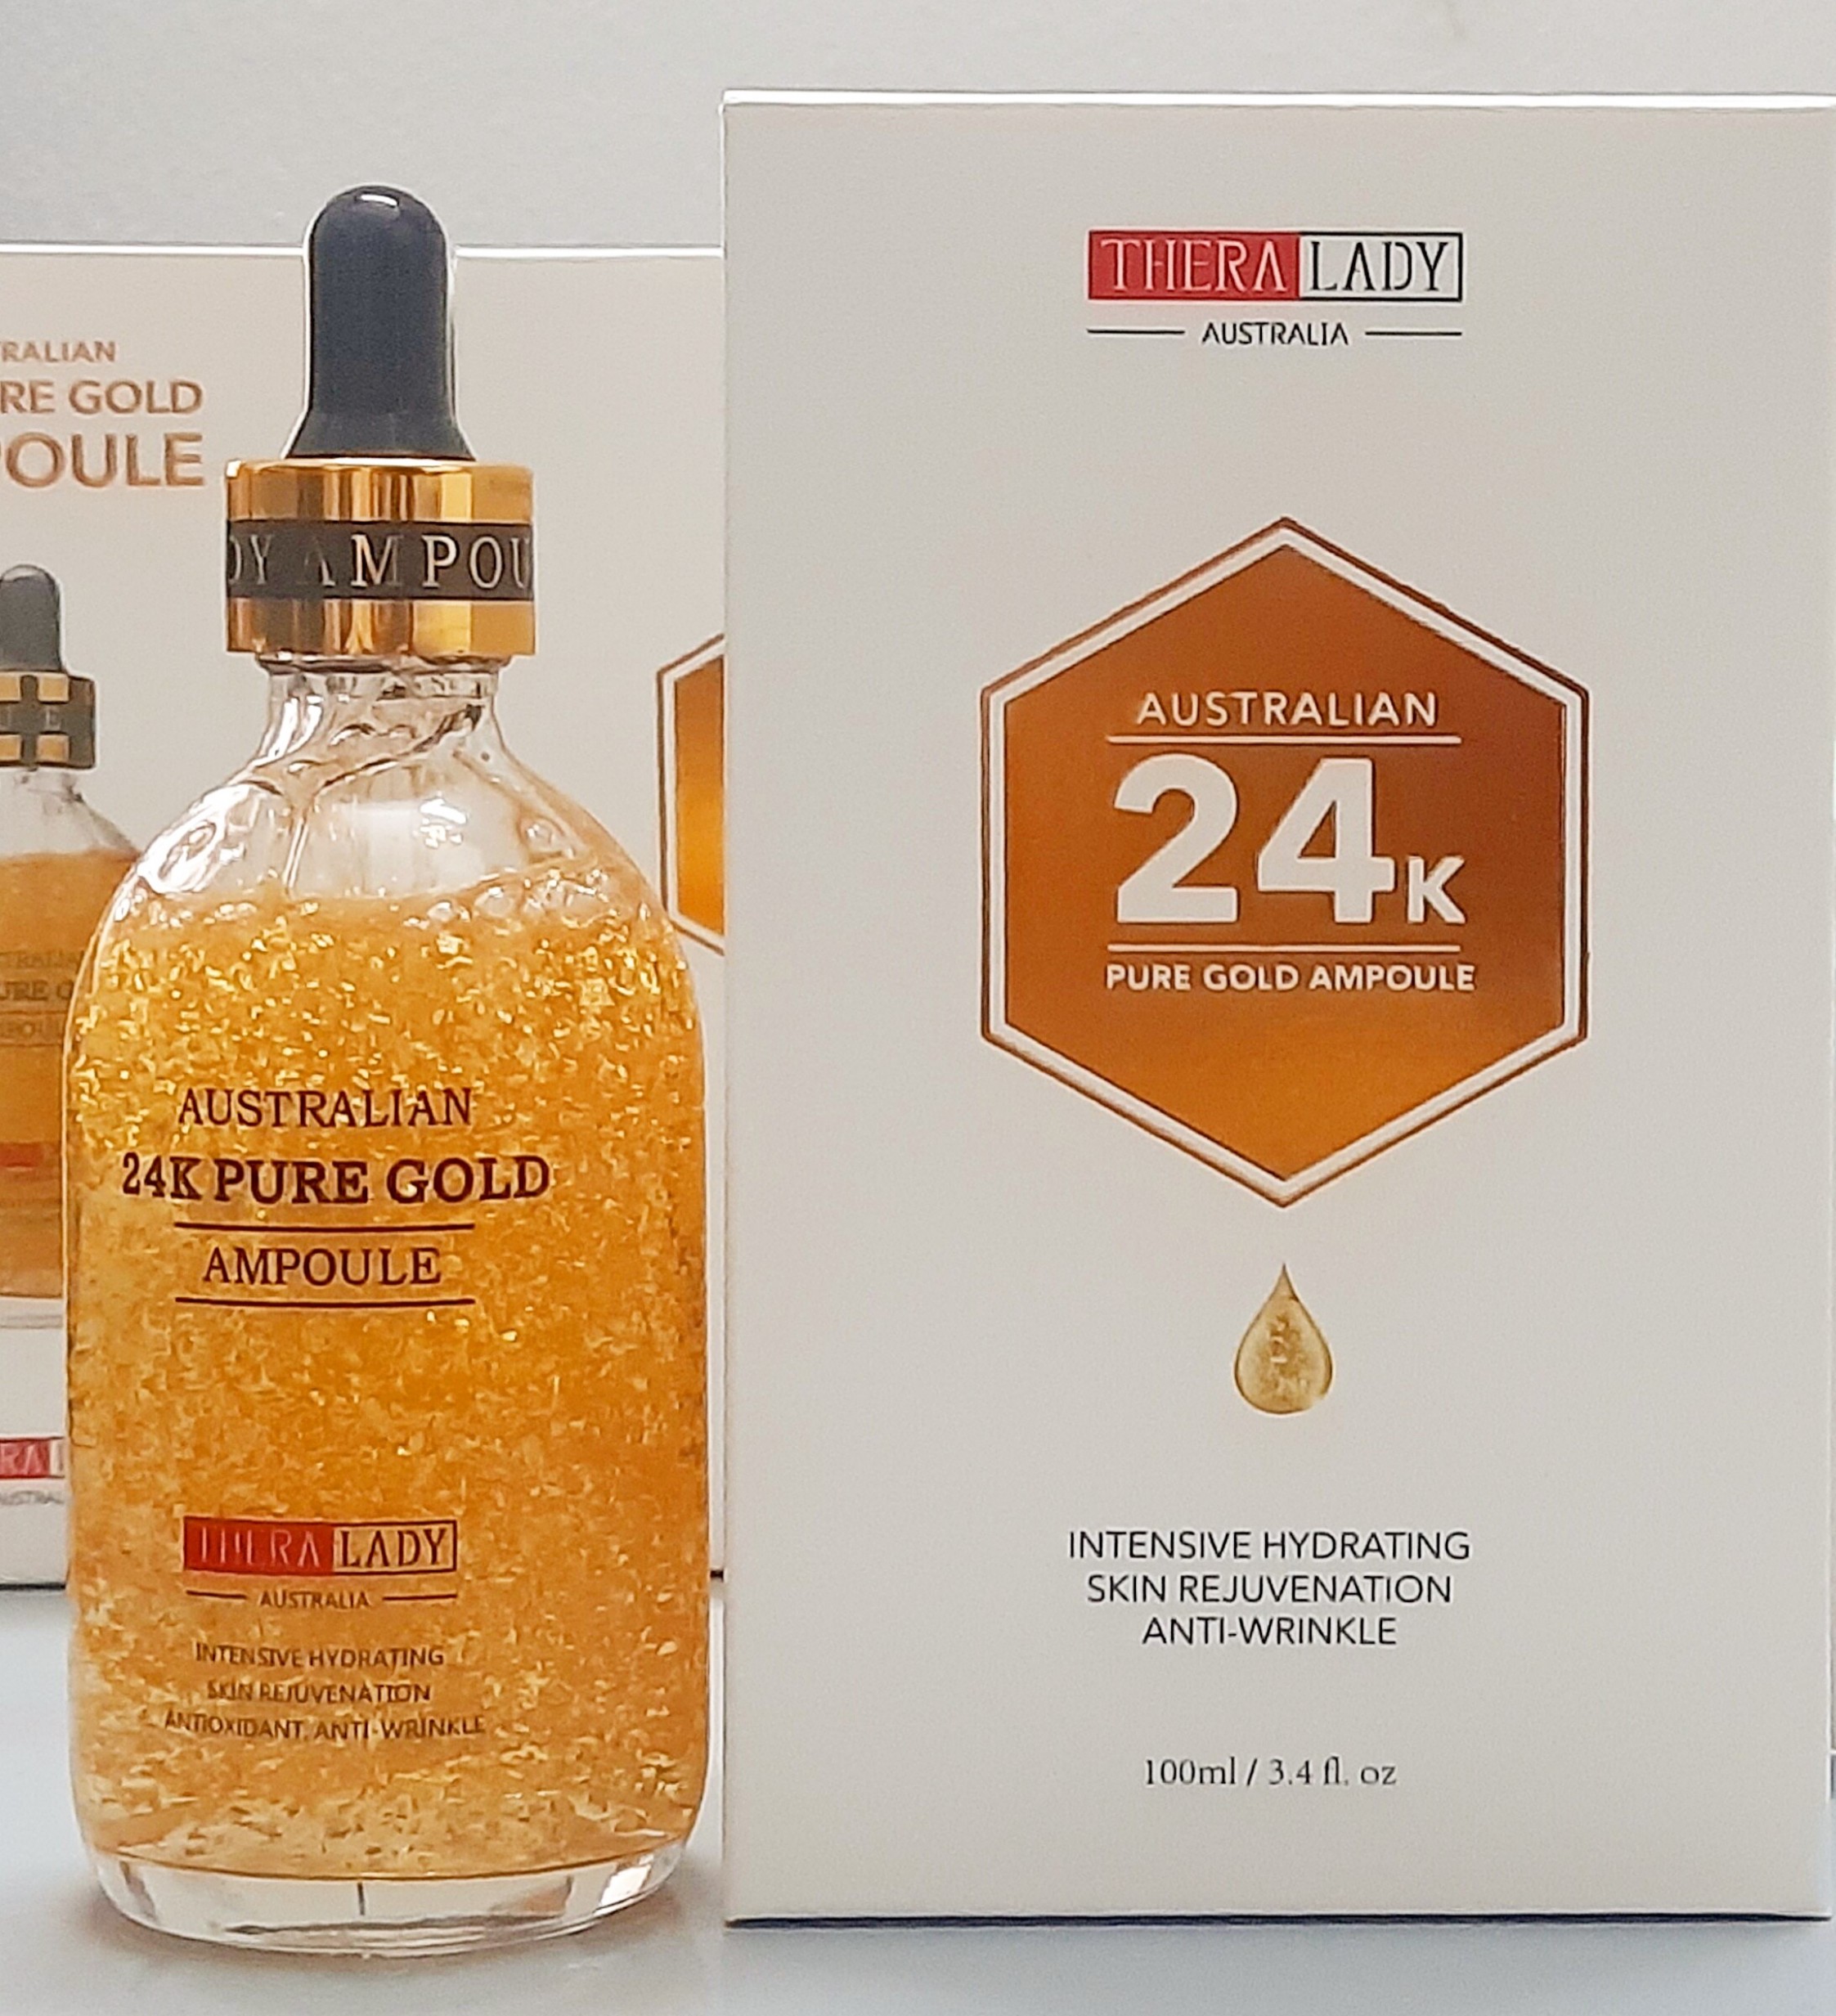 RALIAN
RE GOLD
POULE
DY AMPOU
AUSTRALIAN
24K PURE GOLD
AMPOULE
THERA LADY
AUSTRALIA
INTENSIVE HYDRATING
SKIN REJUVENATION
ANTIOXIDANT, ANTI-WRINKLE
THERA LADY
AUSTRALIA
AUSTRALIAN
24K
PURE GOLD AMPOULE
INTENSIVE HYDRATING
SKIN REJUVENATION
ANTI-WRINKLE
100ml / 3.4 fl. oz